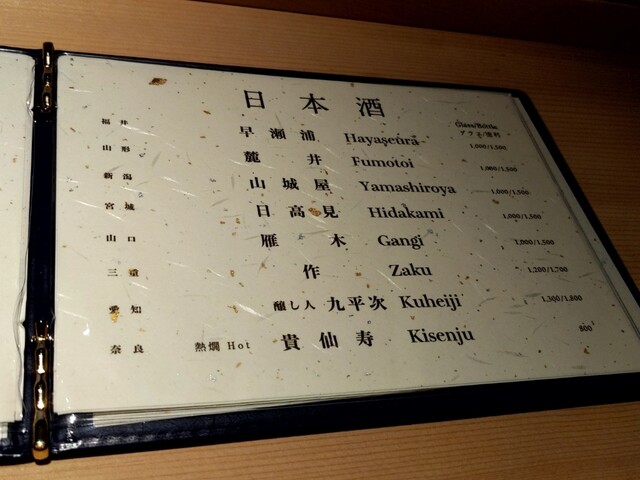 日本酒
Glass/Bottle
グラス/徳利
福井 早瀬浦 Hayaseura 1,000/1,500
山形 麓井 Fumotoi 1,000/1,500
新潟 山城屋 Yamashiroya 1,000/1,500
宮城 日高見 Hidakami 1,000/1,500
山口 雁木 Gangi 1,000/1,500
三重 作 Zaku 1,200/1,700
愛知 醸し人 九平次 Kuheiji 1,300/1,800
奈良 熱燗 Hot 貴仙寿 Kisenju 800